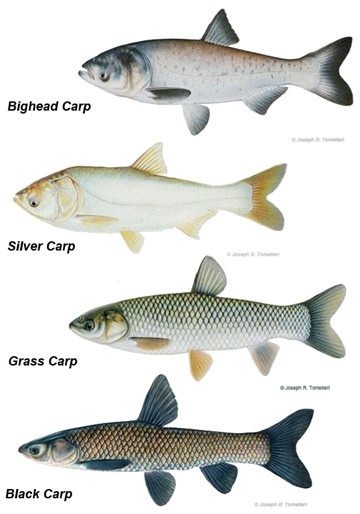 Bighead Carp
© Joseph R. Tomelleri
Silver Carp
© Joseph R. Tomelleri
Grass Carp
© Joseph R. Tomelleri
Black Carp
© Joseph R. Tomelleri